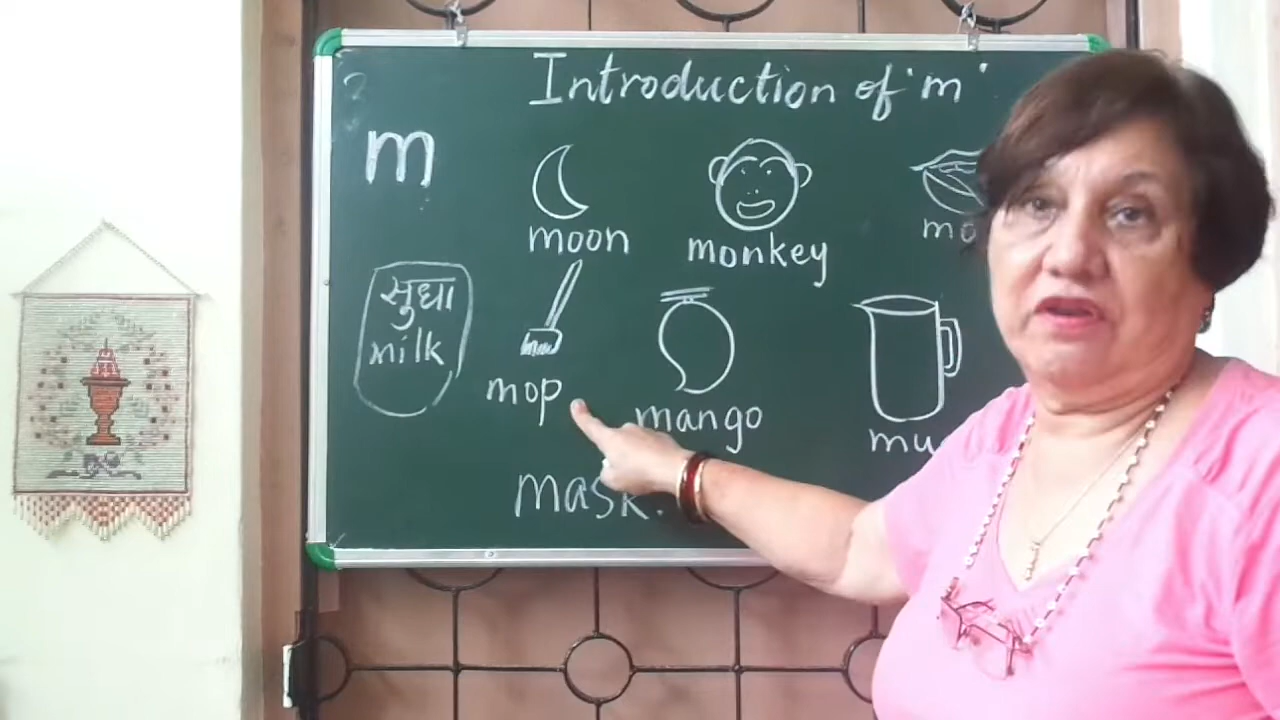 Introduction of 'm'
m
moon
monkey
सुधा
milk
mop
mango
mask.